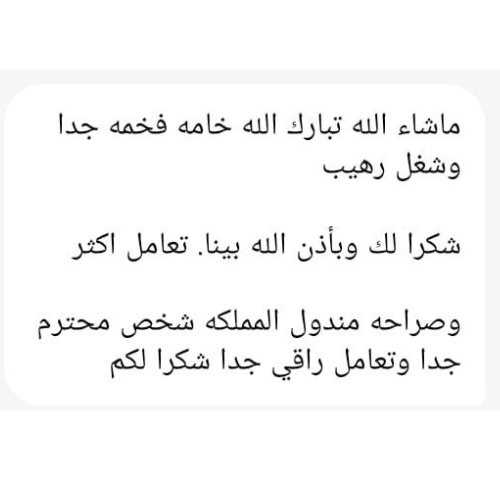 ماشاء الله تبارك الله خامه فخمه جدا
وشغل رهيب
شكرا لك وبأذن الله بينا. تعامل اكثر
وصراحه مندول المملكه شخص محترم
جدا وتعامل راقي جدا شكرا لكم